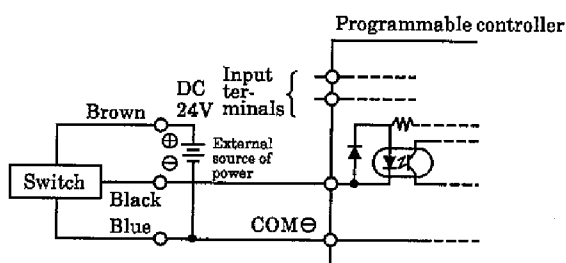 Programmable controller
Input
DC ter-
24V minals
Brown
⊕
⊖
External
source of
power
Switch
Black
Blue
COM⊖